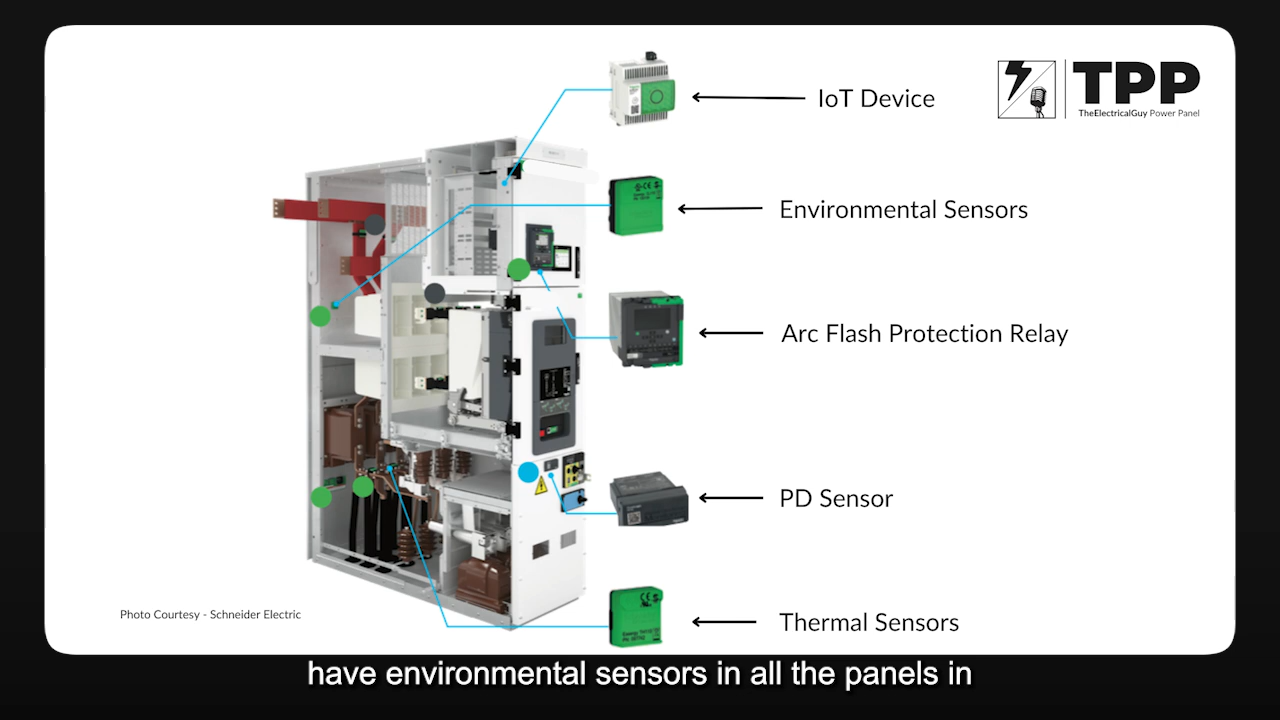 IoT Device
TPP
TheElectricalGuy Power Panel
Environmental Sensors
Arc Flash Protection Relay
PD Sensor
Photo Courtesy - Schneider Electric
Thermal Sensors
have environmental sensors in all the panels in